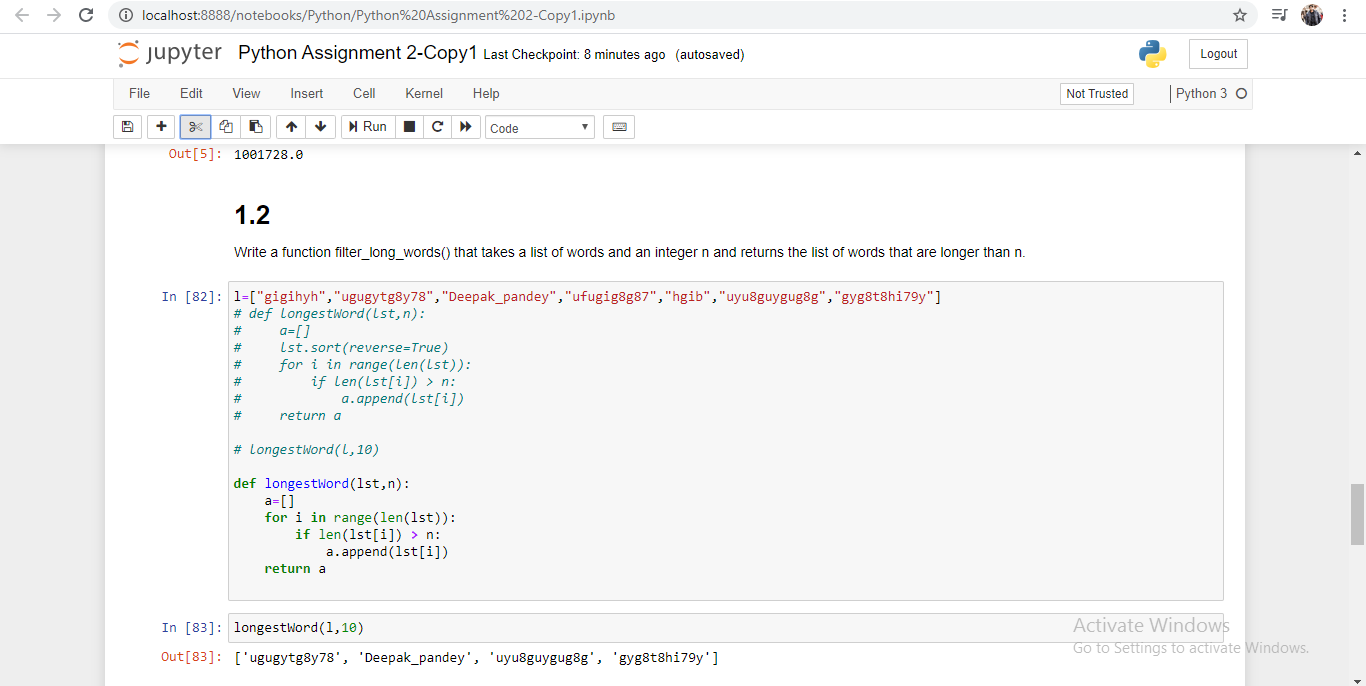 localhost:8888/notebooks/Python/Python%20Assignment%202-Copy1.ipynb
jupyter Python Assignment 2-Copy1 Last Checkpoint: 8 minutes ago (autosaved)
Logout
File Edit View Insert Cell Kernel Help
Not Trusted
Python 3
Run
Code
Out[5]: 1001728.0
1.2
Write a function filter_long_words() that takes a list of words and an integer n and returns the list of words that are longer than n.
In [82]: l=["gigihyh","ugugytg8y78","Deepak_pandey","ufugig8g87","hgib","uyu8guygug8g","gyg8t8hi79y"]
# def longestWord(lst,n):
#     a=[]
#     lst.sort(reverse=True)
#     for i in range(len(lst)):
#         if len(lst[i]) > n:
#             a.append(lst[i])
#     return a
# longestWord(l,10)
def longestWord(lst,n):
    a=[]
    for i in range(len(lst)):
        if len(lst[i]) > n:
            a.append(lst[i])
    return a
In [83]: longestWord(l,10)
Out[83]: ['ugugytg8y78', 'Deepak_pandey', 'uyu8guygug8g', 'gyg8t8hi79y']
Activate Windows
Go to Settings to activate Windows.